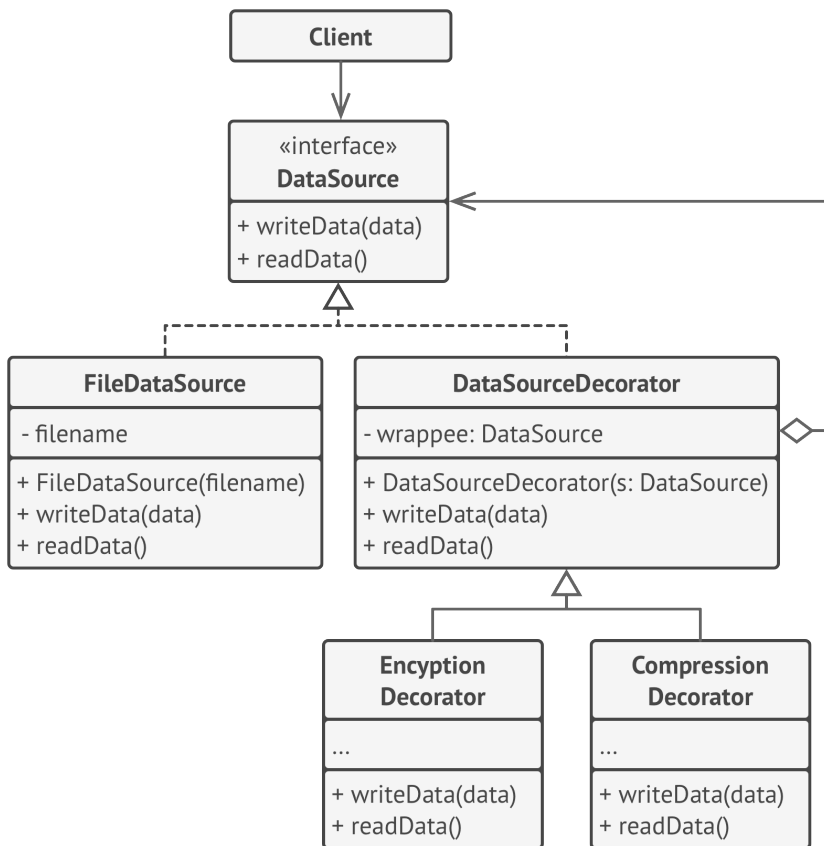 Client
«interface»
DataSource
+ writeData(data)
+ readData()
FileDataSource
- filename
+ FileDataSource(filename)
+ writeData(data)
+ readData()
DataSourceDecorator
- wrappee: DataSource
+ DataSourceDecorator(s: DataSource)
+ writeData(data)
+ readData()
Encyption
Decorator
...
+ writeData(data)
+ readData()
Compression
Decorator
...
+ writeData(data)
+ readData()